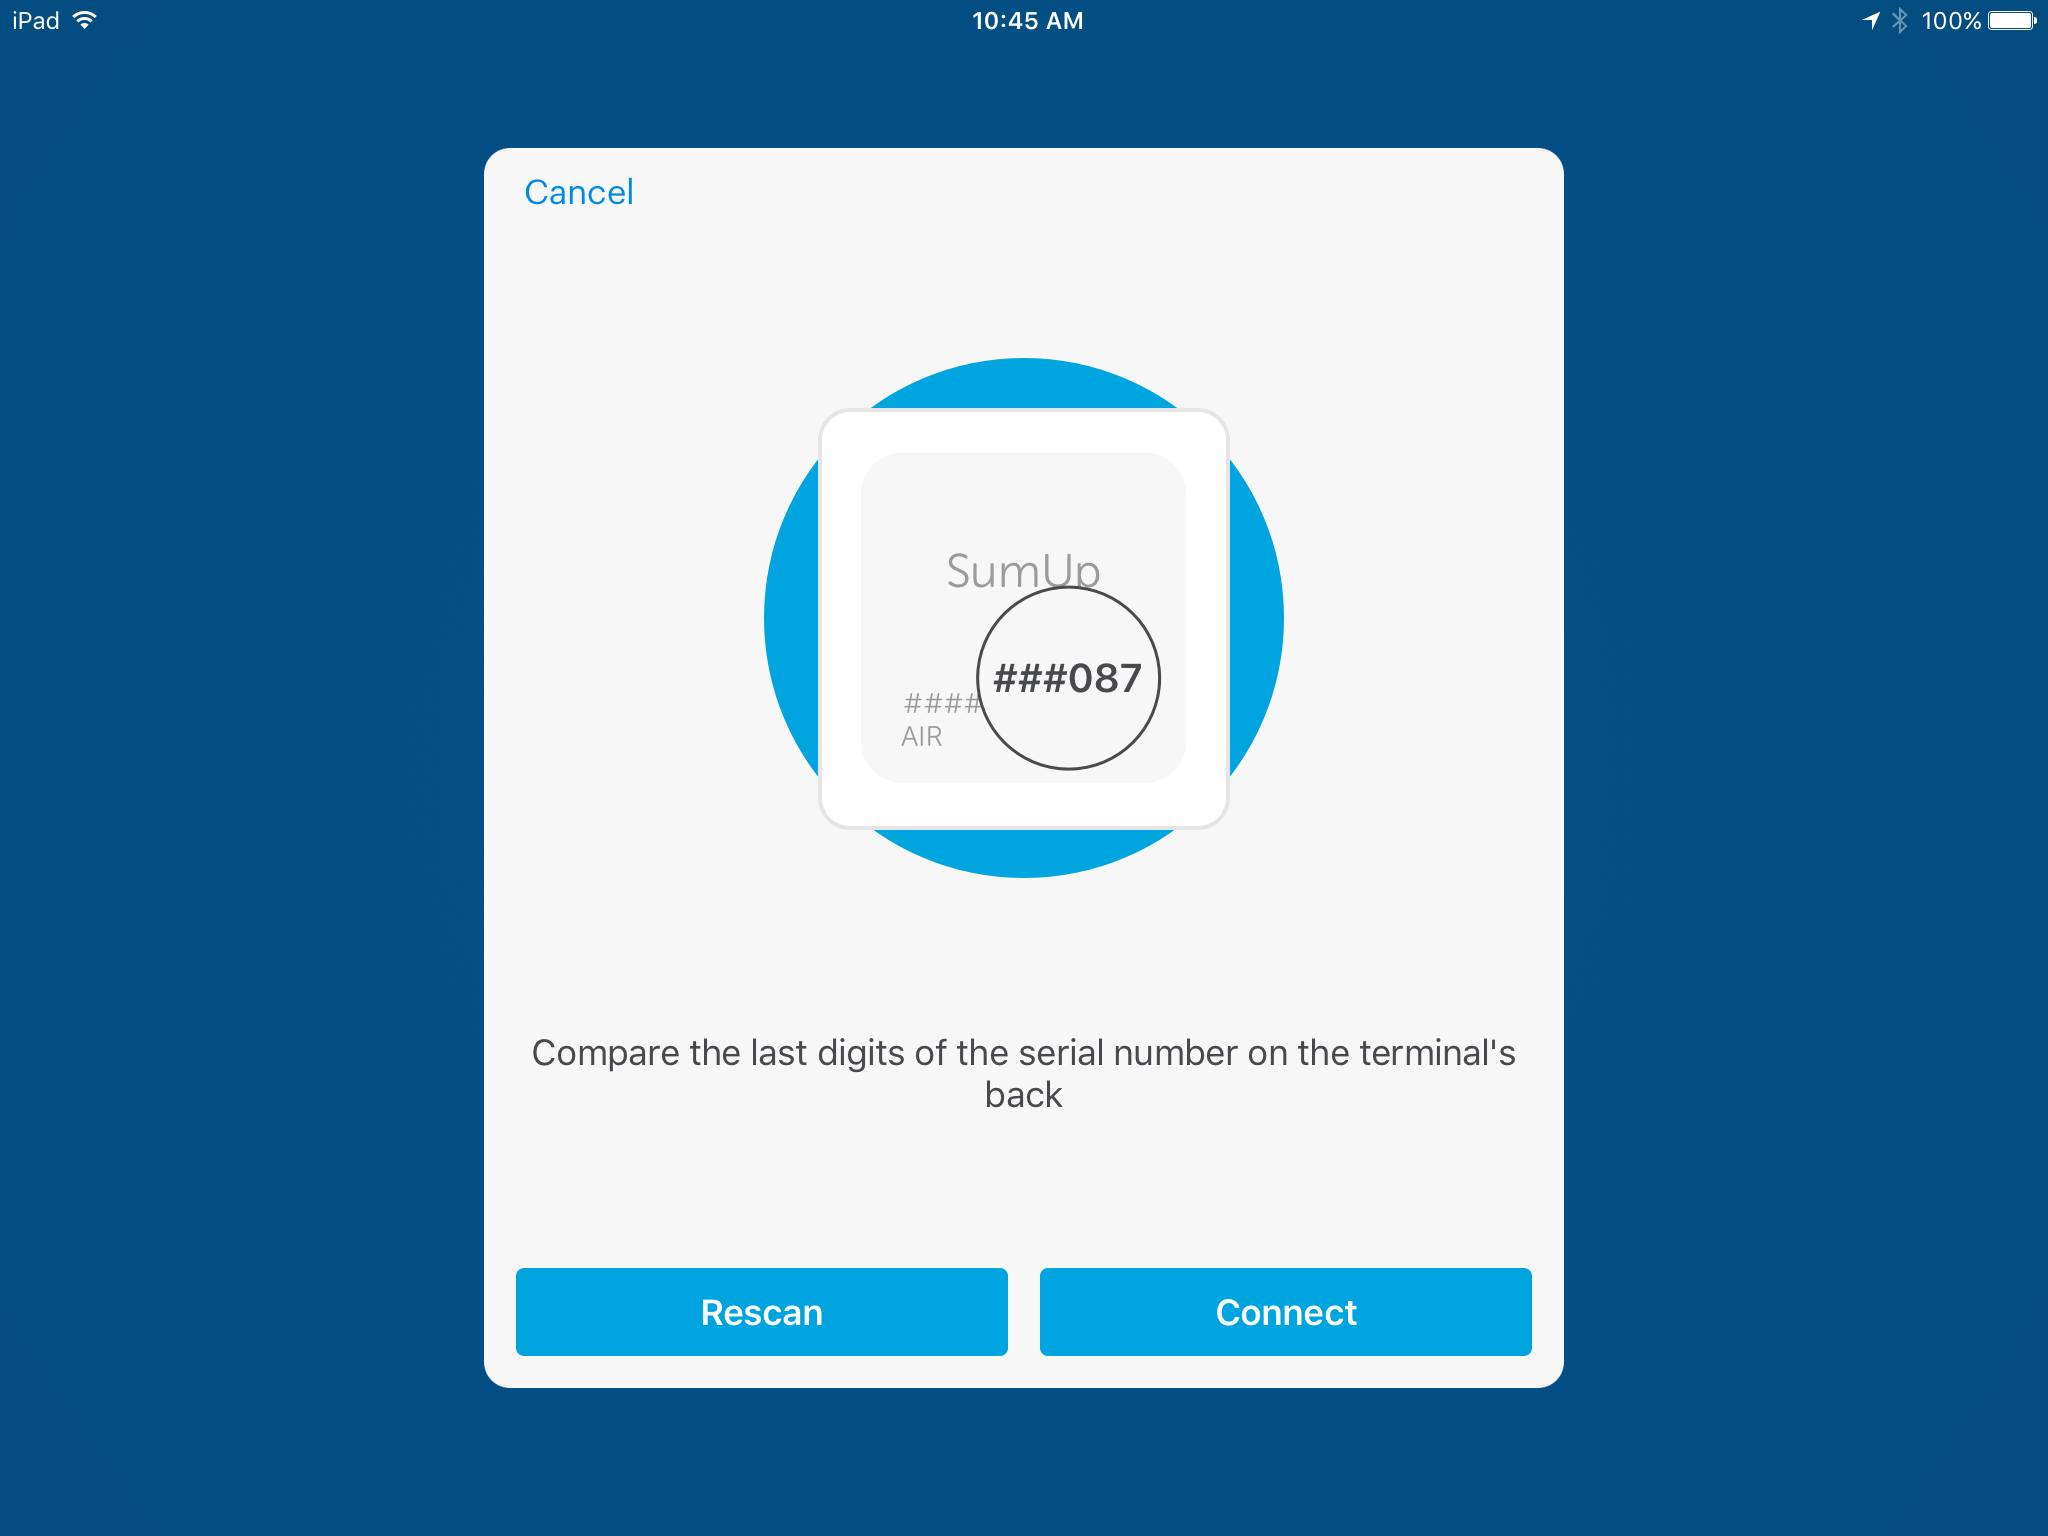 iPad
10:45 AM
100%
Cancel
SumUp
###087
####
AIR
Compare the last digits of the serial number on the terminal's
back
Rescan
Connect